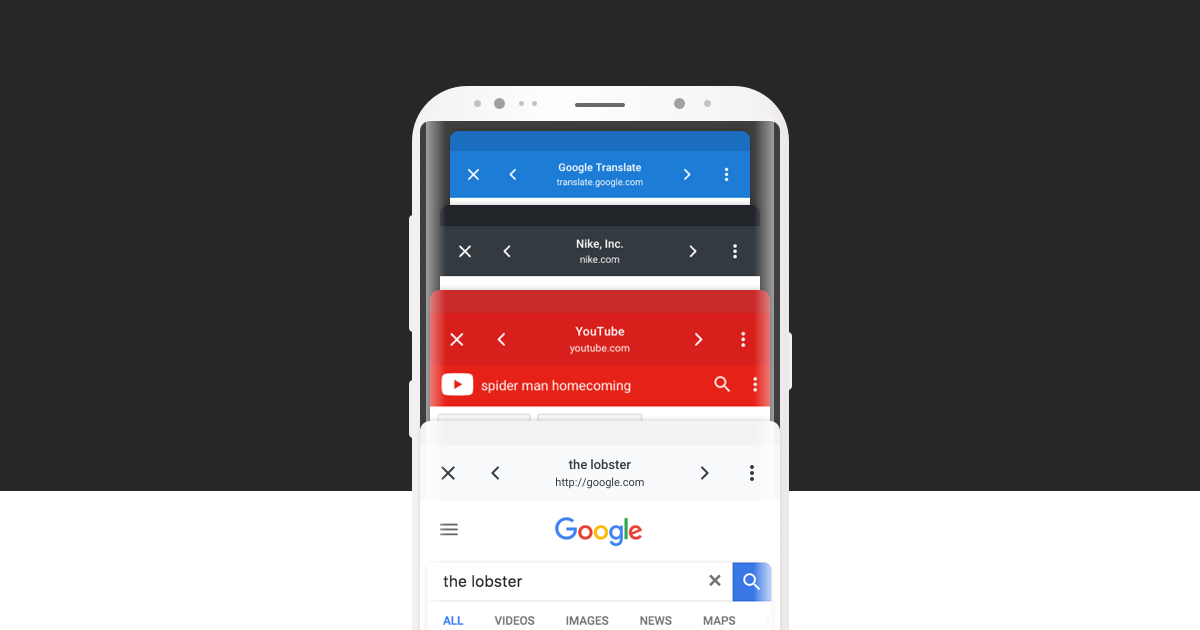 Google Translate
translate.google.com
Nike, Inc.
nike.com
YouTube
youtube.com
spider man homecoming
the lobster
http://google.com
Google
the lobster
ALL VIDEOS IMAGES NEWS MAPS